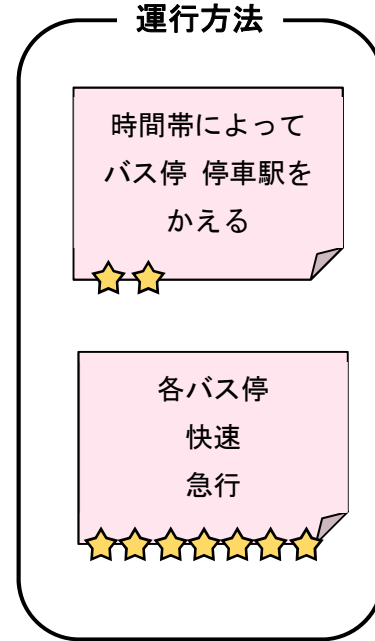 運行方法
時間帯によって
バス停 停車駅を
かえる
各バス停
快速
急行